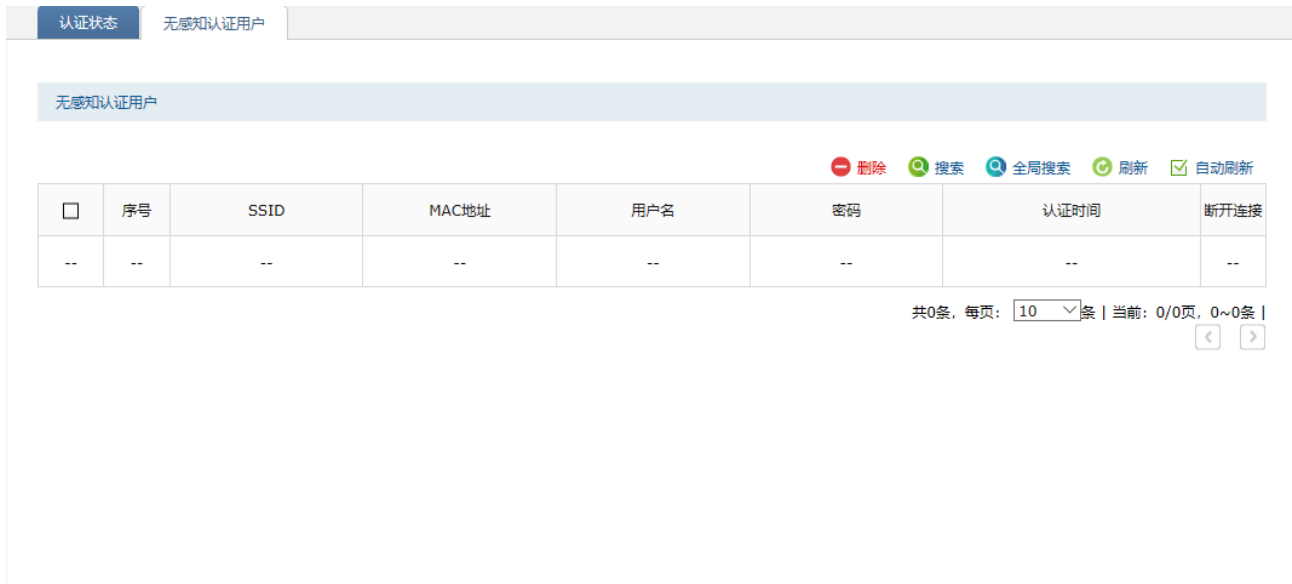 认证状态 无感知认证用户
无感知认证用户
删除 搜索 全局搜索 刷新 自动刷新
序号 SSID MAC地址 用户名 密码 认证时间 断开连接
-- -- -- -- -- -- -- --
共0条，每页： 10 条 | 当前：0/0页，0~0条 |